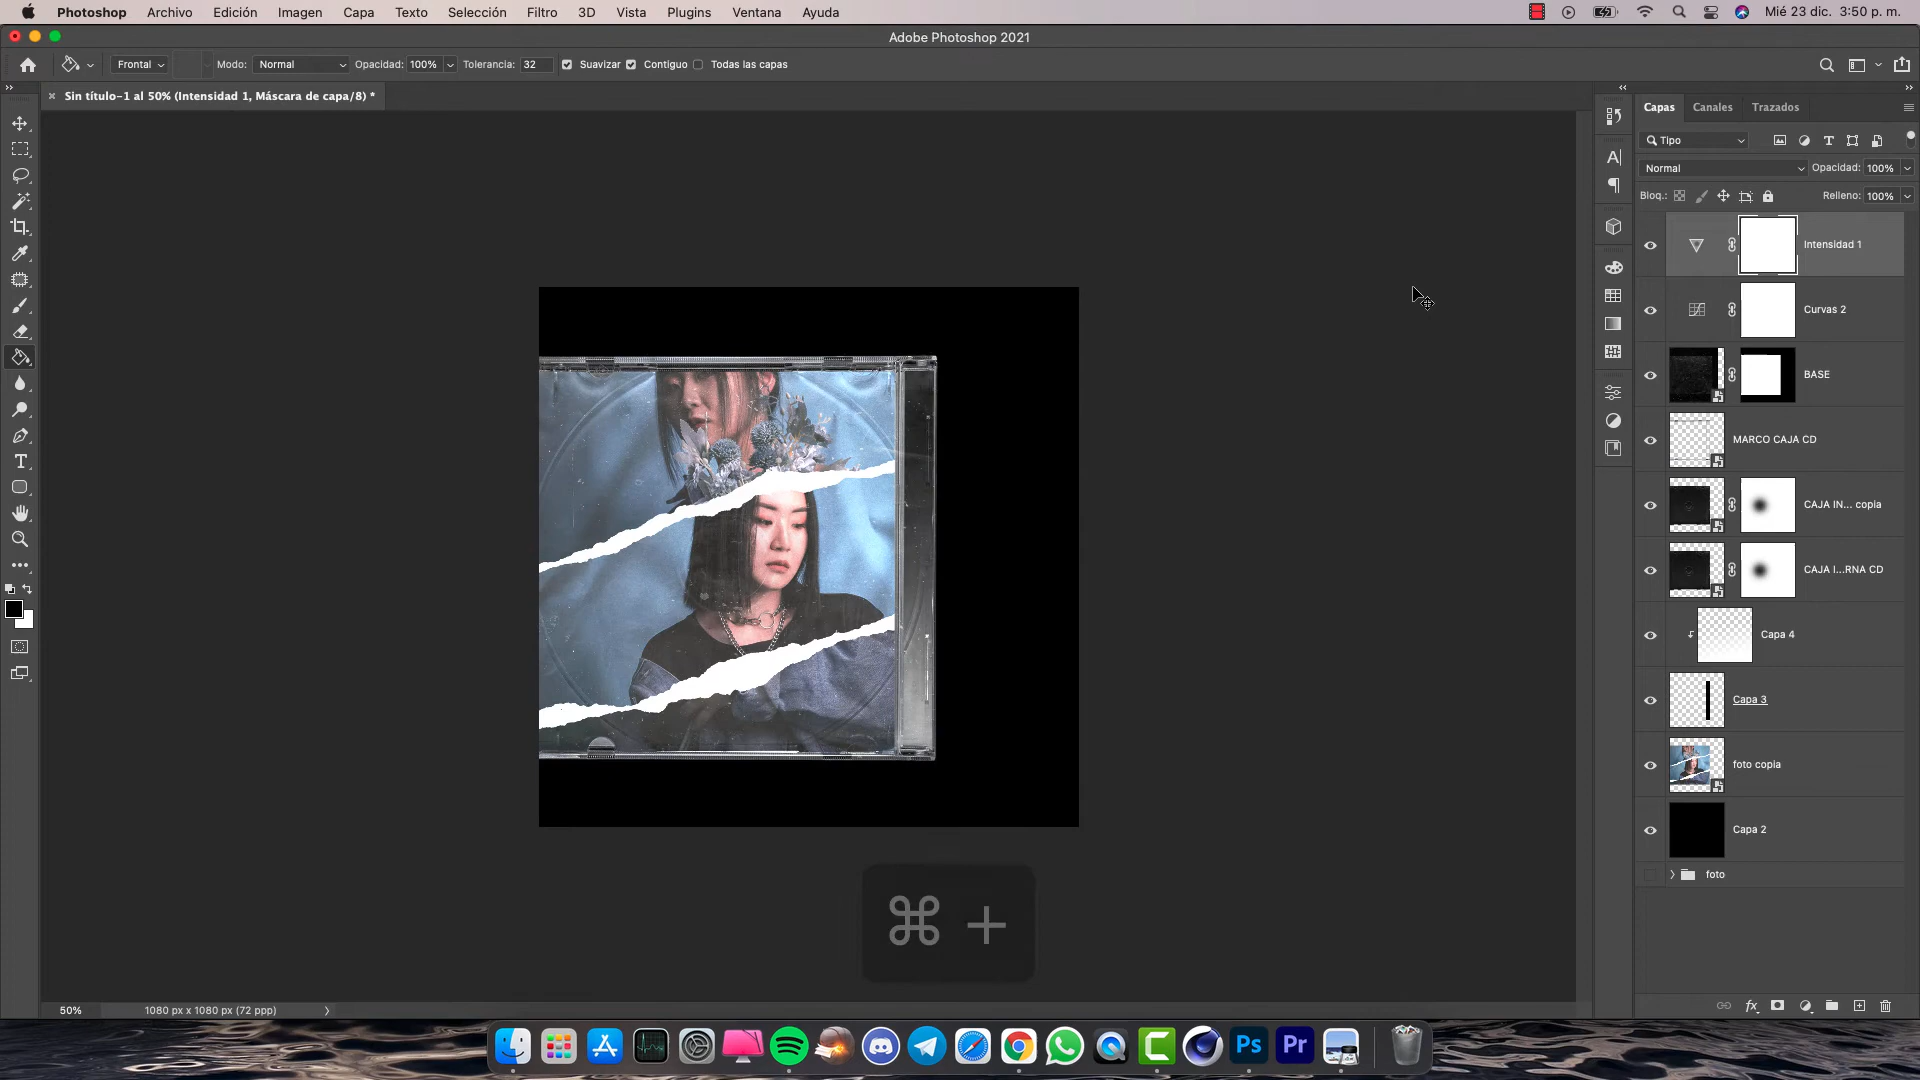 Photoshop Archivo Edición Imagen Capa Texto Selección Filtro 3D Vista Plugins Ventana Ayuda Mié 23 dic. 3:50 p. m.
Adobe Photoshop 2021
Frontal Modo: Normal Opacidad: 100% Tolerancia: 32 Suavizar Contiguo Todas las capas
Sin título-1 al 50% (Intensidad 1, Máscara de capa/8) *
Capas Canales Trazados
Tipo
Normal Opacidad: 100%
Bloq.: Relleno: 100%
Intensidad 1
Curvas 2
BASE
MARCO CAJA CD
CAJA IN... copia
CAJA I...RNA CD
Capa 4
Capa 3
foto copia
Capa 2
foto
⌘ +
50% 1080 px x 1080 px (72 ppp)
Ps Pr